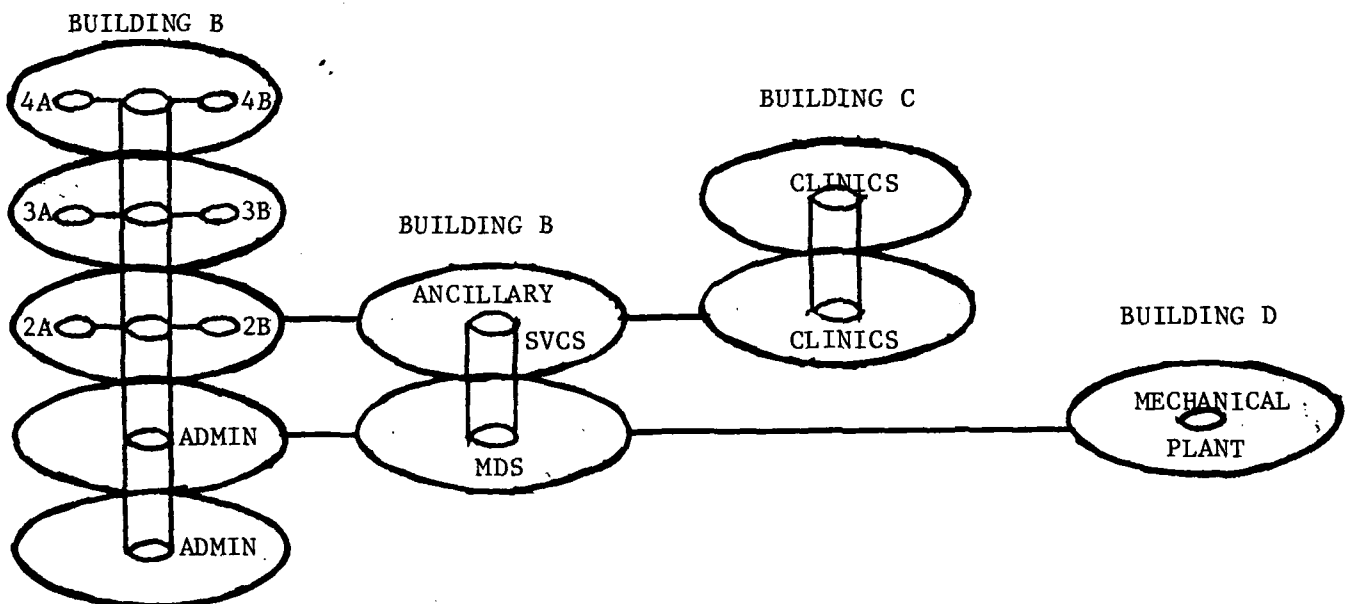 BUILDING B
4A 4B
BUILDING C
CLINICS
3A 3B
BUILDING B
ANCILLARY
SVCS
2A 2B
CLINICS
BUILDING D
MECHANICAL
PLANT
ADMIN
MDS
ADMIN